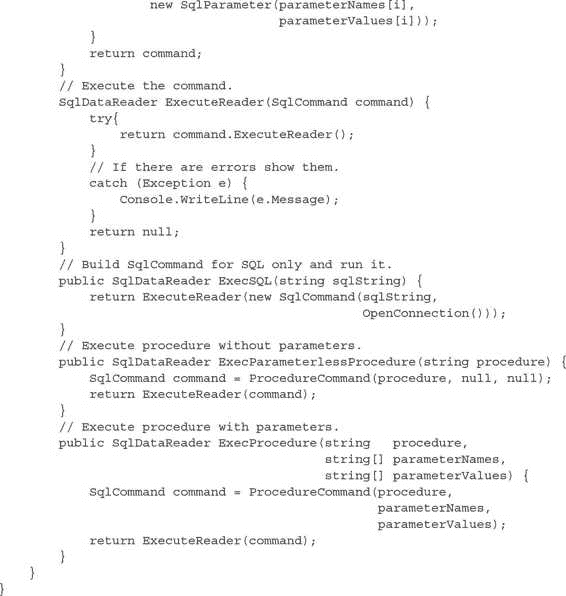 new SqlParameter(parameterNames[i],
parameterValues[i]));
}
return command;
}
// Execute the command.
SqlDataReader ExecuteReader(SqlCommand command) {
try{
return command.ExecuteReader();
}
// If there are errors show them.
catch (Exception e) {
Console.WriteLine(e.Message);
}
return null;
}
// Build SqlCommand for SQL only and run it.
public SqlDataReader ExecSQL(string sqlString) {
return ExecuteReader(new SqlCommand(sqlString,
OpenConnection()));
}
// Execute procedure without parameters.
public SqlDataReader ExecParameterlessProcedure(string procedure) {
SqlCommand command = ProcedureCommand(procedure, null, null);
return ExecuteReader(command);
}
// Execute procedure with parameters.
public SqlDataReader ExecProcedure(string   procedure,
string[] parameterNames,
string[] parameterValues) {
SqlCommand command = ProcedureCommand(procedure,
parameterNames,
parameterValues);
return ExecuteReader(command);
}
}
}